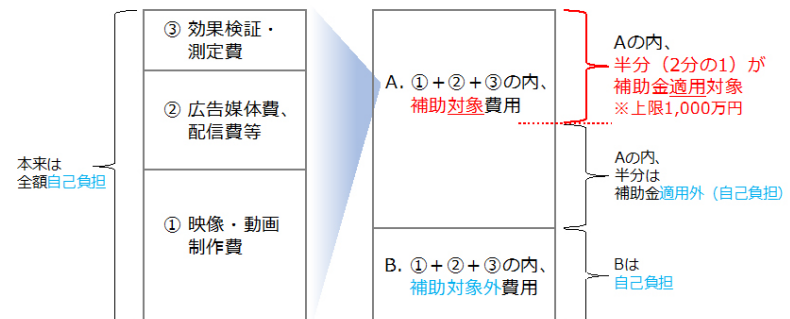 本来は
全額自己負担
③ 効果検証・
測定費
② 広告媒体費、
配信費等
① 映像・動画
制作費
A. ①＋②＋③の内、
補助対象費用
B. ①＋②＋③の内、
補助対象外費用
Aの内、
半分（2分の1）が
補助金適用対象
※上限1,000万円
Aの内、
半分は
補助金適用外（自己負担）
Bは
自己負担